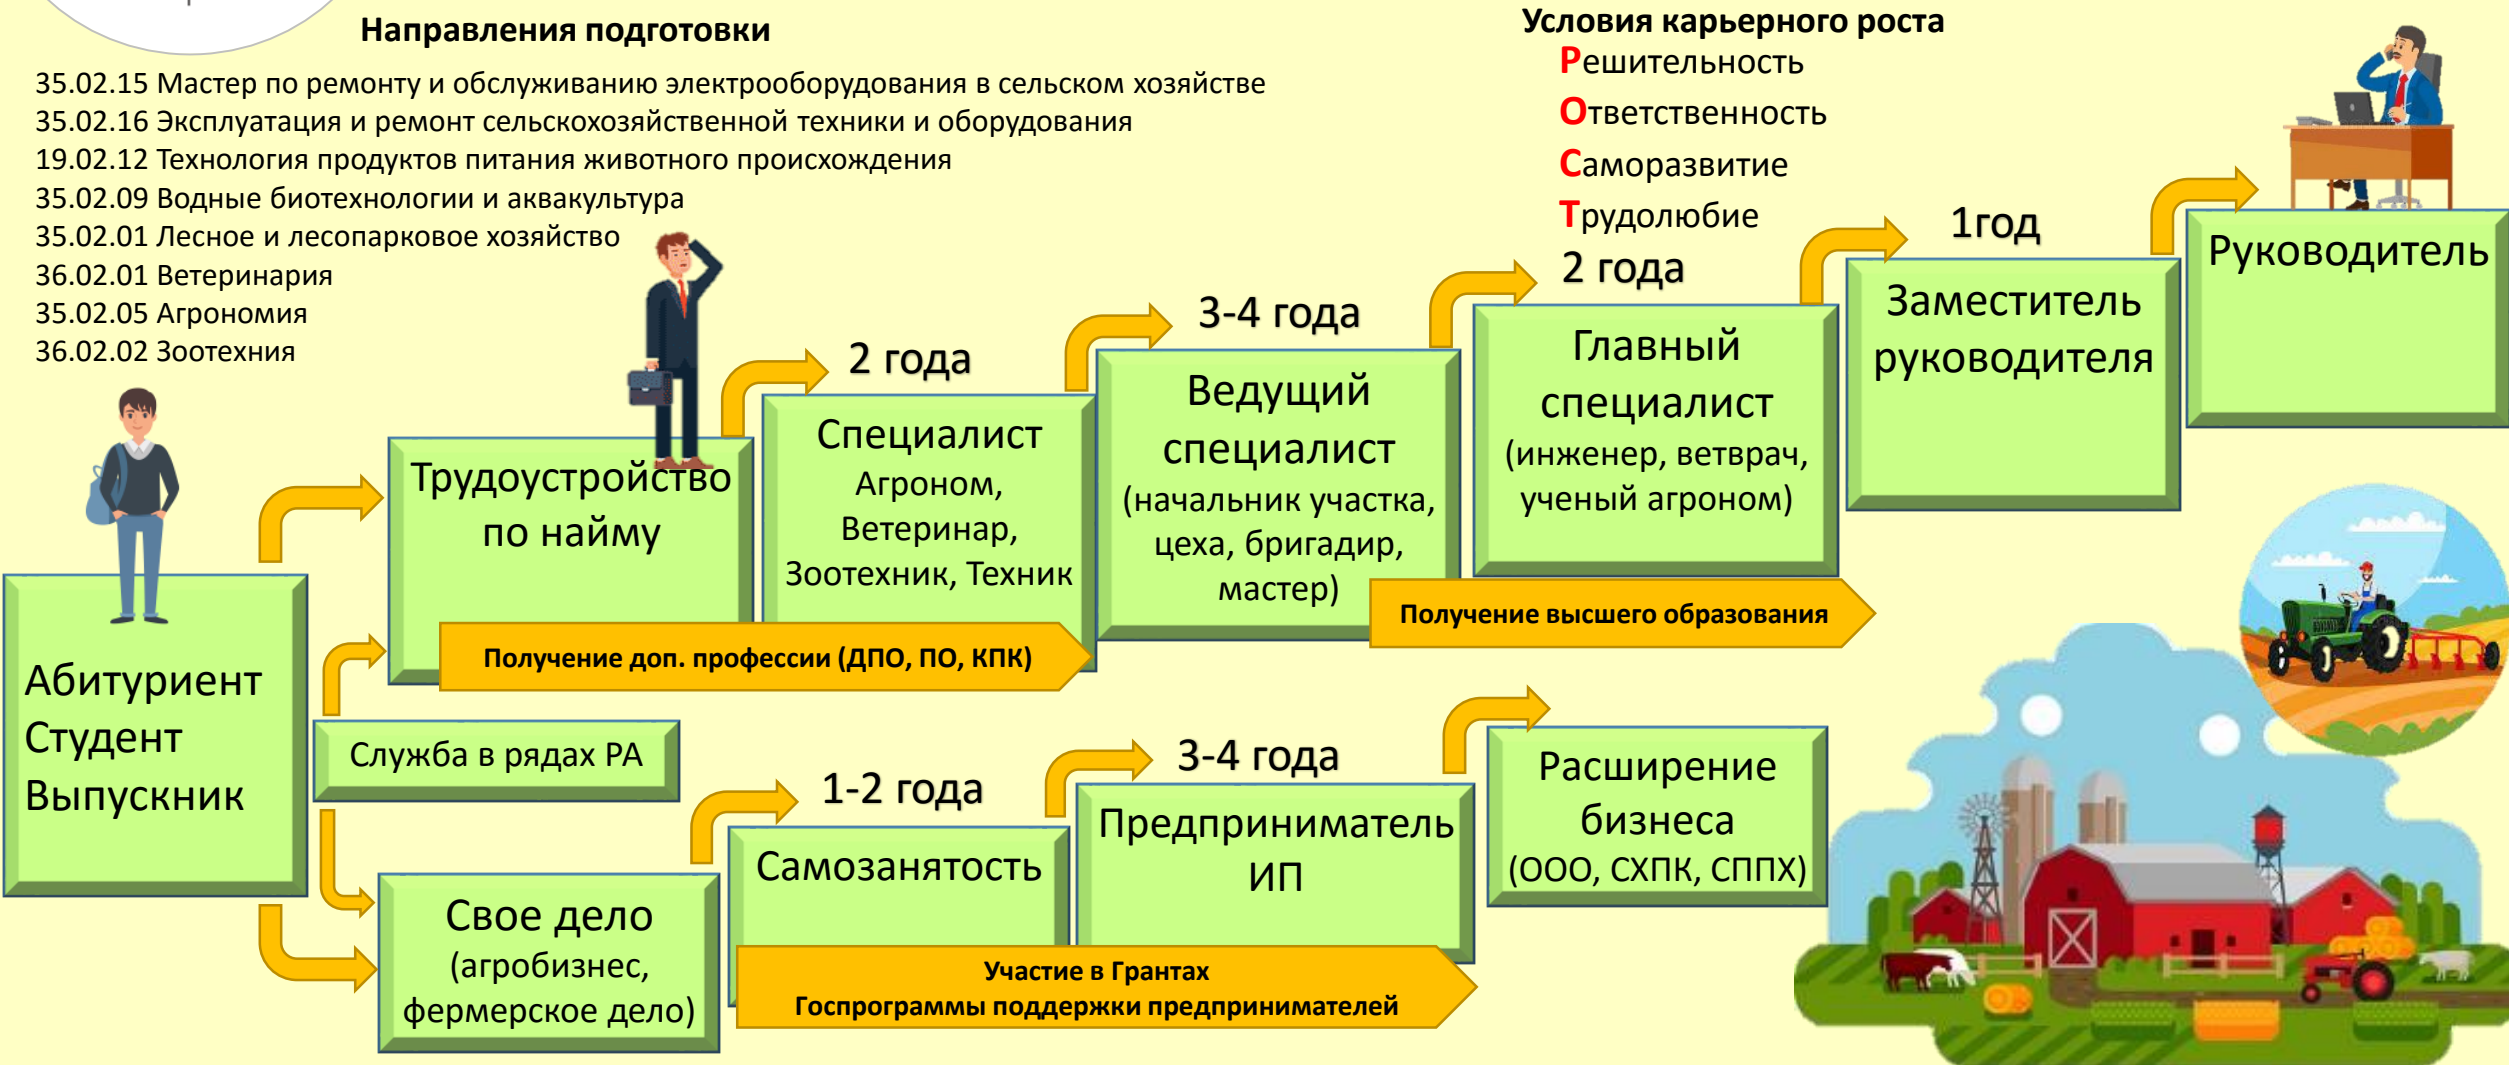 Направления подготовки
35.02.15 Мастер по ремонту и обслуживанию электрооборудования в сельском хозяйстве
35.02.16 Эксплуатация и ремонт сельскохозяйственной техники и оборудования
19.02.12 Технология продуктов питания животного происхождения
35.02.09 Водные биотехнологии и аквакультура
35.02.01 Лесное и лесопарковое хозяйство
36.02.01 Ветеринария
35.02.05 Агрономия
36.02.02 Зоотехния
Условия карьерного роста
Решительность
Ответственность
Саморазвитие
Трудолюбие
Абитуриент
Студент
Выпускник
Трудоустройство
по найму
2 года
Специалист
Агроном,
Ветеринар,
Зоотехник, Техник
Получение доп. профессии (ДПО, ПО, КПК)
3-4 года
Ведущий
специалист
(начальник участка,
цеха, бригадир,
мастер)
2 года
Главный
специалист
(инженер, ветврач,
ученый агроном)
Получение высшего образования
1год
Заместитель
руководителя
Руководитель
Служба в рядах РА
Свое дело
(агробизнес,
фермерское дело)
1-2 года
Самозанятость
3-4 года
Предприниматель
ИП
Участие в Грантах
Госпрограммы поддержки предпринимателей
Расширение
бизнеса
(ООО, СХПК, СППХ)